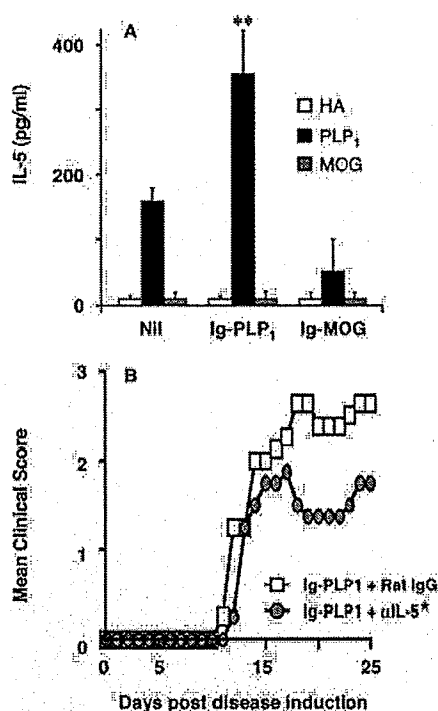 A
**
400
200
0
IL-5 (pg/ml)
HA
PLP1
MOG
Nil
Ig-PLP1
Ig-MOG
B
3
2
1
0
Mean Clinical Score
Ig-PLP1 + Rat IgG
Ig-PLP1 + αIL-5*
0
5
15
25
Days post disease induction